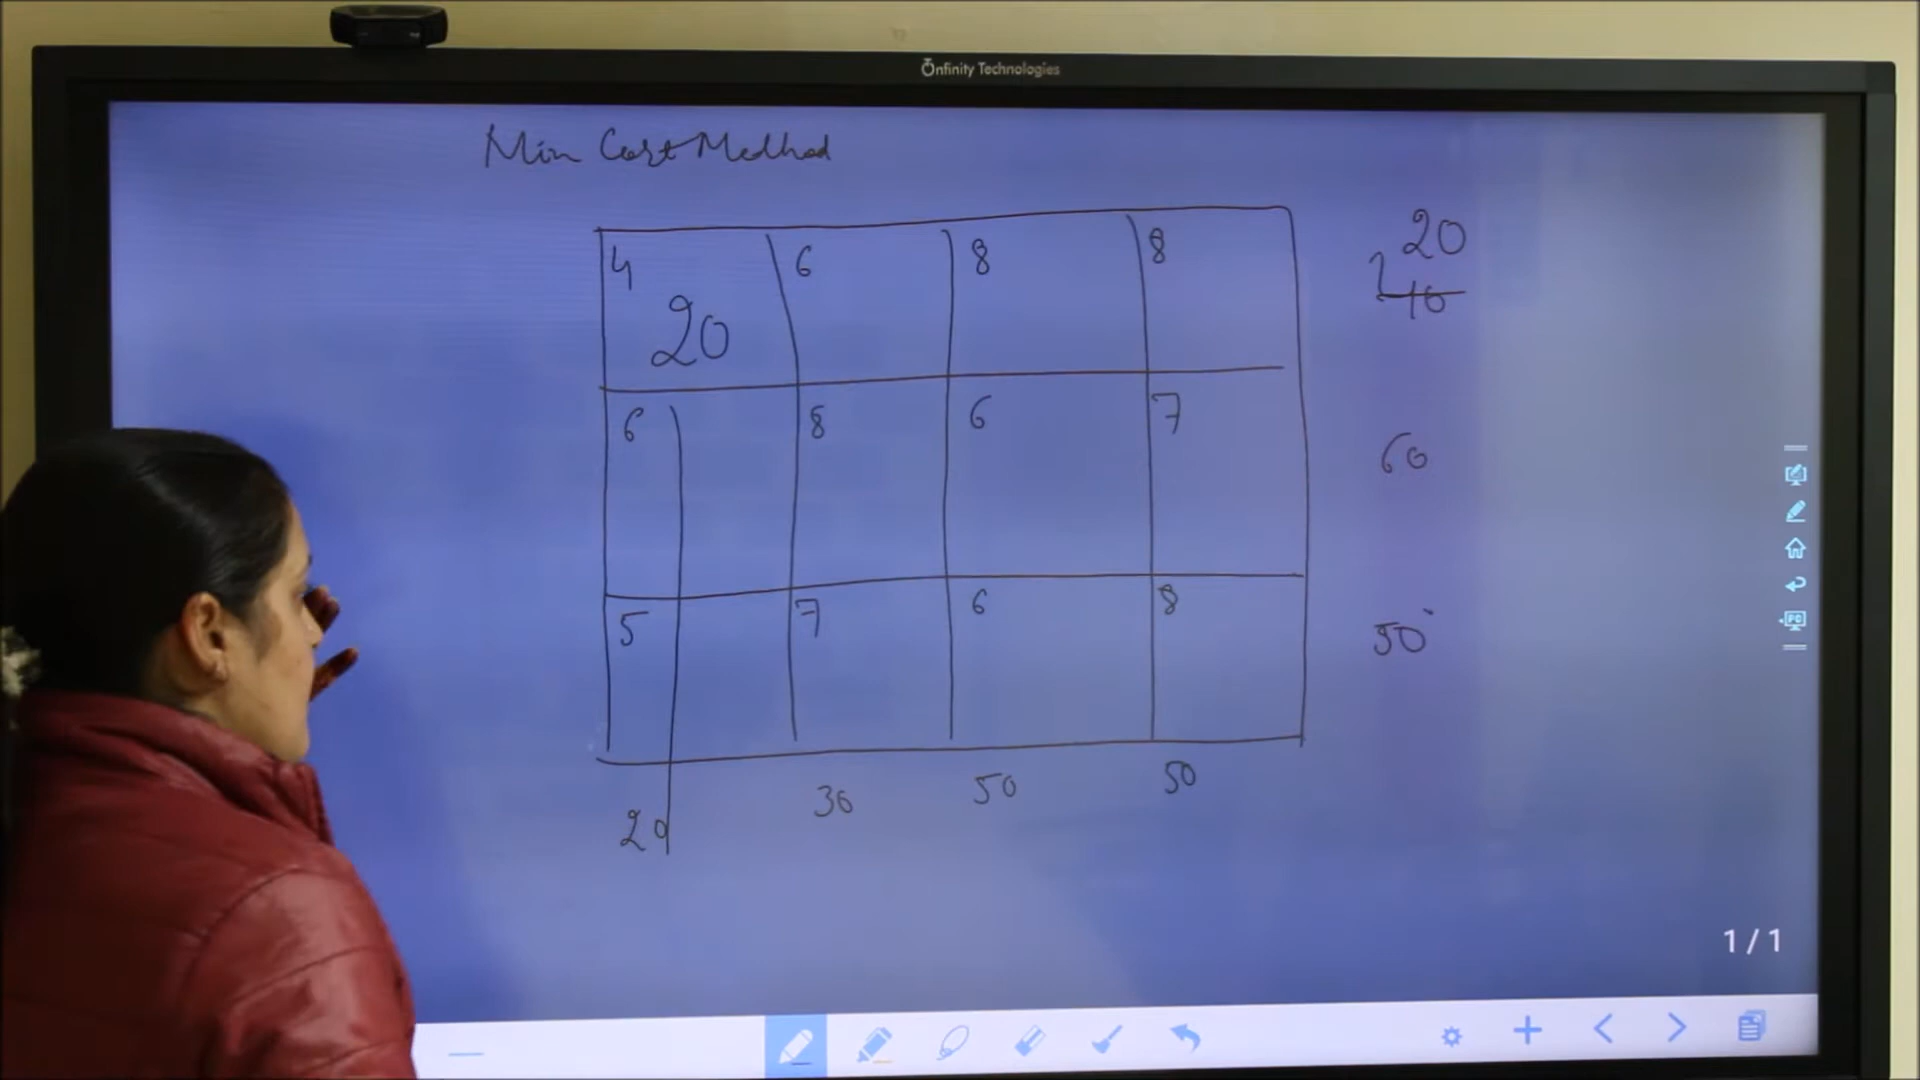 Önfinity Technologies
Min Cost Method
20
4 6 8 8
20 40
6 8 6 7
60
5 7 6 8
50
20 30 50 50
1 / 1